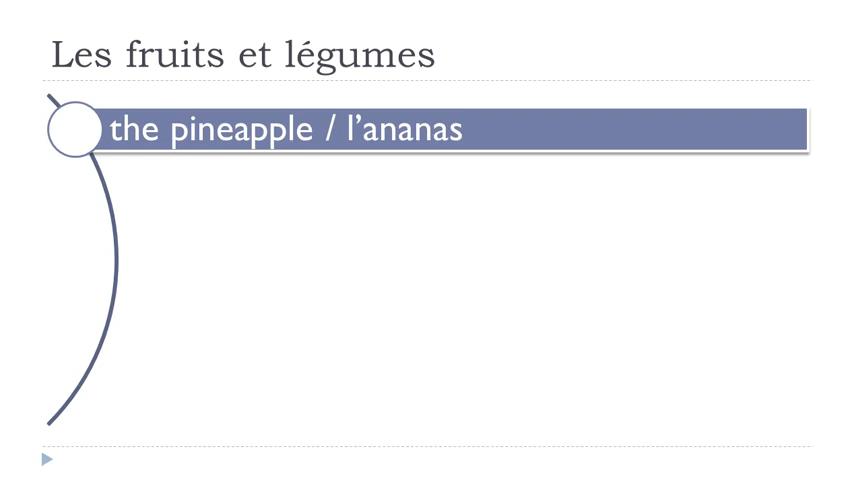 Les fruits et légumes
the pineapple / l’ananas